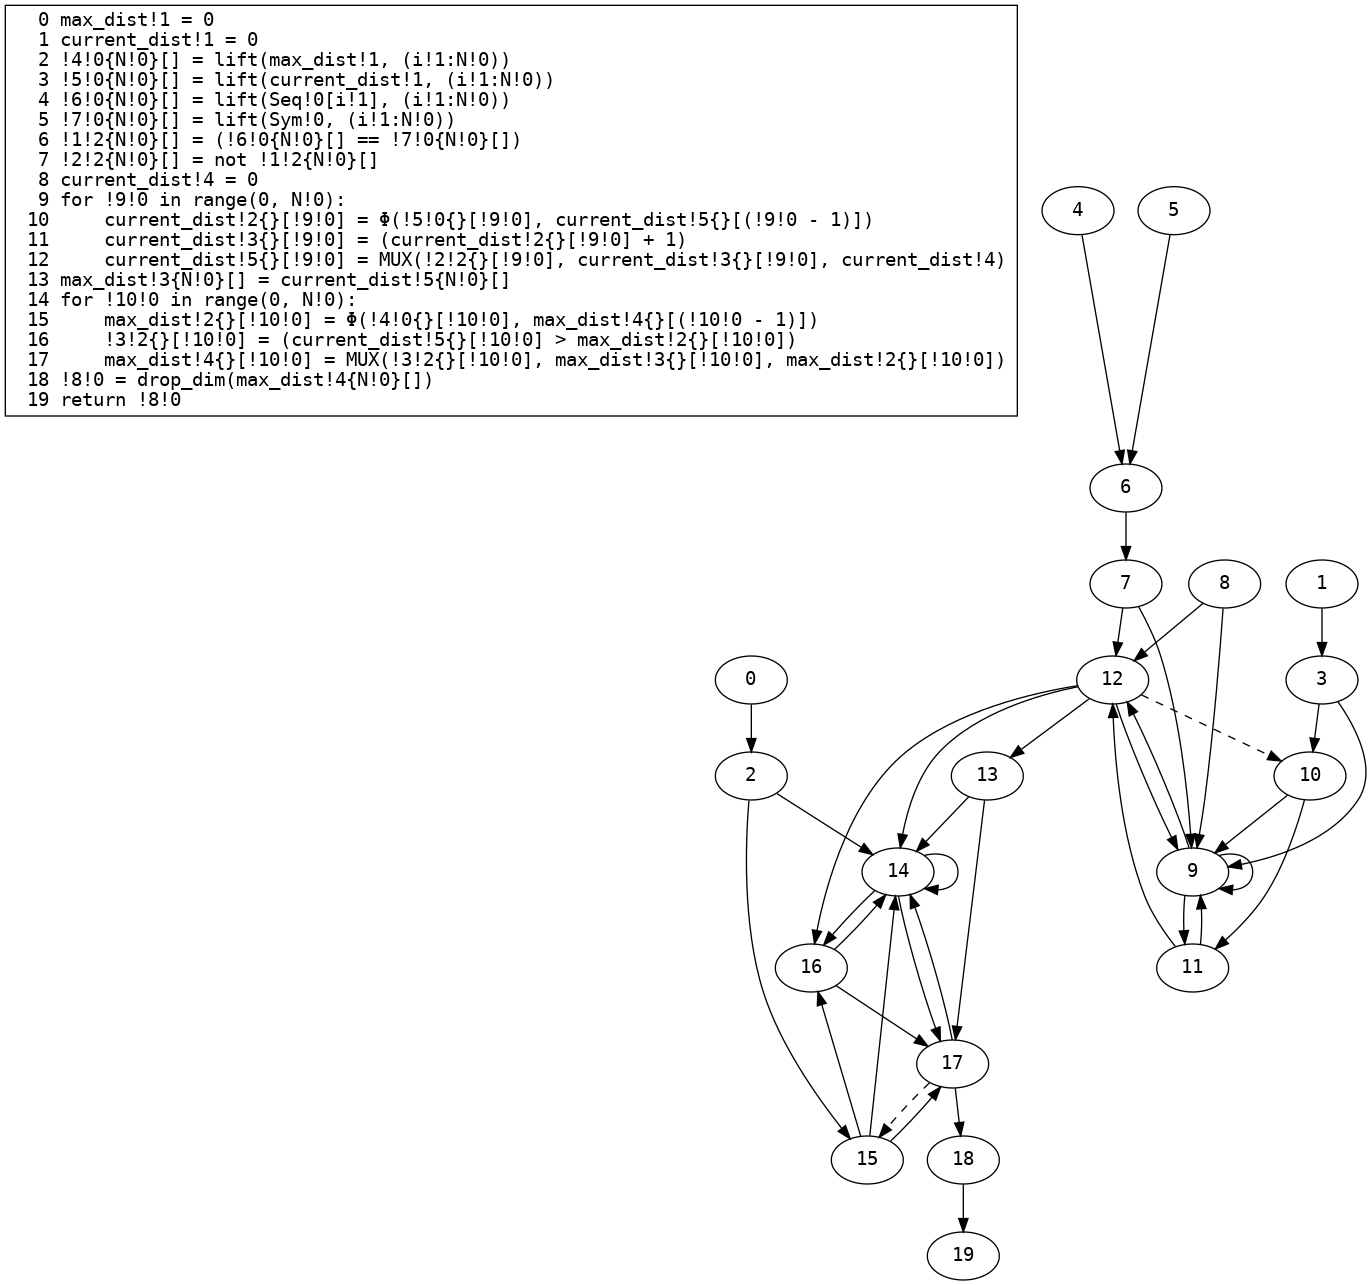 0 max_dist!1 = 0
1 current_dist!1 = 0
2 !4!0{N!0}[] = lift(max_dist!1, (i!1:N!0))
3 !5!0{N!0}[] = lift(current_dist!1, (i!1:N!0))
4 !6!0{N!0}[] = lift(Seq!0[i!1], (i!1:N!0))
5 !7!0{N!0}[] = lift(Sym!0, (i!1:N!0))
6 !1!2{N!0}[] = (!6!0{N!0}[] == !7!0{N!0}[])
7 !2!2{N!0}[] = not !1!2{N!0}[]
8 current_dist!4 = 0
9 for !9!0 in range(0, N!0):
10     current_dist!2{}[!9!0] = Φ(!5!0{}[!9!0], current_dist!5{}[(!9!0 - 1)])
11     current_dist!3{}[!9!0] = (current_dist!2{}[!9!0] + 1)
12     current_dist!5{}[!9!0] = MUX(!2!2{}[!9!0], current_dist!3{}[!9!0], current_dist!4)
13 max_dist!3{N!0}[] = current_dist!5{N!0}[]
14 for !10!0 in range(0, N!0):
15     max_dist!2{}[!10!0] = Φ(!4!0{}[!10!0], max_dist!4{}[(!10!0 - 1)])
16     !3!2{}[!10!0] = (current_dist!5{}[!10!0] > max_dist!2{}[!10!0])
17     max_dist!4{}[!10!0] = MUX(!3!2{}[!10!0], max_dist!3{}[!10!0], max_dist!2{}[!10!0])
18 !8!0 = drop_dim(max_dist!4{N!0}[])
19 return !8!0
4
5
6
7
8
1
0
12
3
2
13
10
14
9
16
11
17
15
18
19